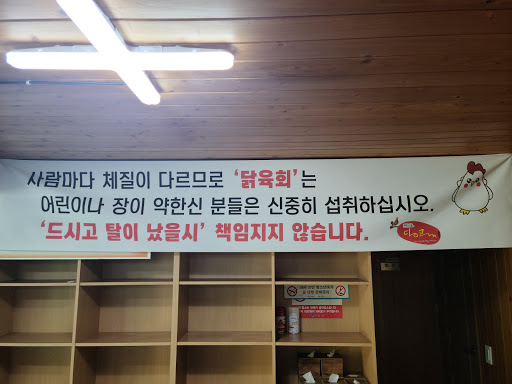 사람마다 체질이 다르므로 '닭육회'는
어린이나 장이 약한신 분들은 신중히 섭취하십시오.
'드시고 탈이 났을시' 책임지지 않습니다.